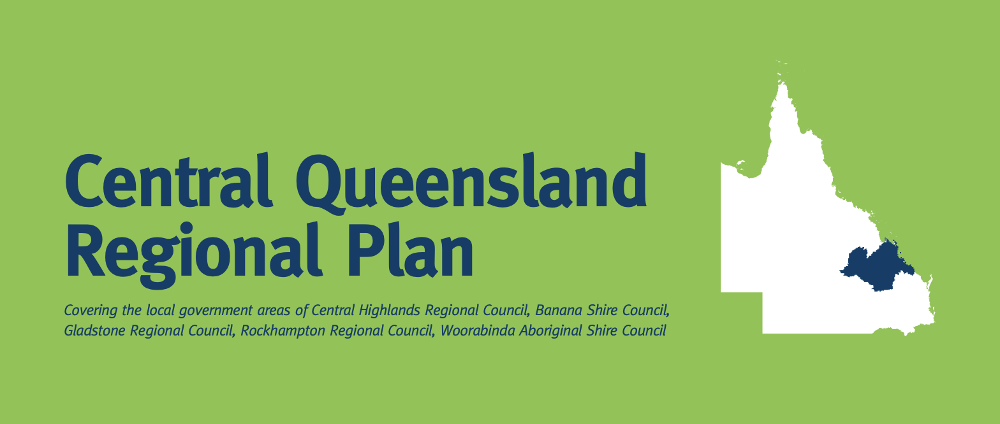 Central Queensland
Regional Plan
Covering the local government areas of Central Highlands Regional Council, Banana Shire Council,
Gladstone Regional Council, Rockhampton Regional Council, Woorabinda Aboriginal Shire Council